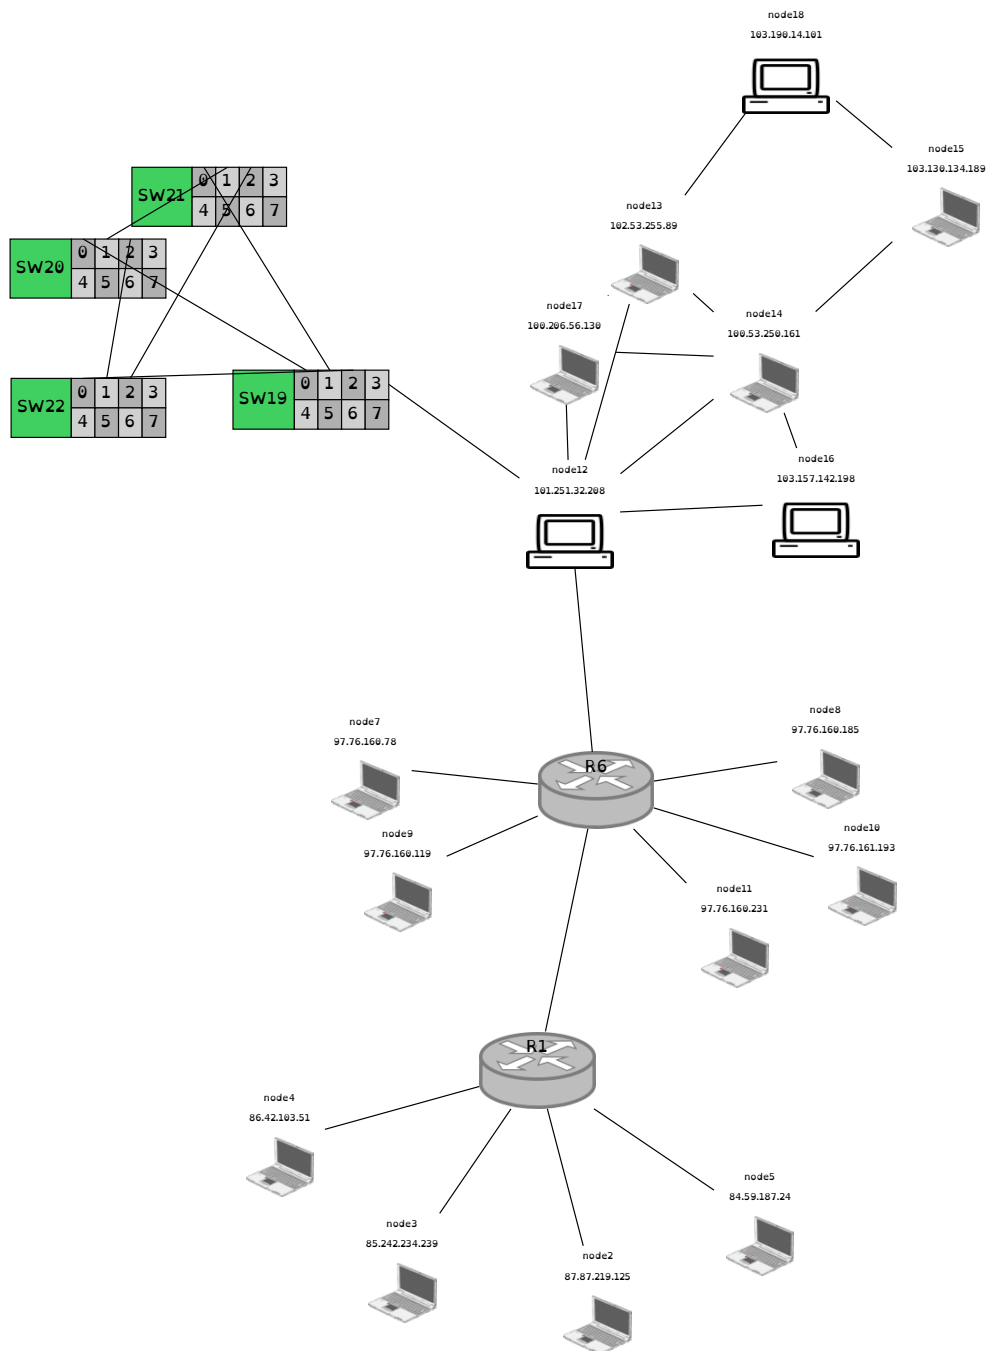 node18
103.190.14.101
node15
103.130.134.189
SW21 0 1 2 3
4 5 6 7
node13
102.53.255.89
SW20 0 1 2 3
4 5 6 7
node17
100.206.56.130
node14
100.53.250.161
SW22 0 1 2 3
4 5 6 7
SW19 0 1 2 3
4 5 6 7
node12
101.251.32.208
node16
103.157.142.198
node7
97.76.160.78
node8
97.76.160.185
R6
node9
97.76.160.119
node10
97.76.161.193
node11
97.76.160.231
R1
node4
86.42.103.51
node5
84.59.187.24
node3
85.242.234.239
node2
87.87.219.125